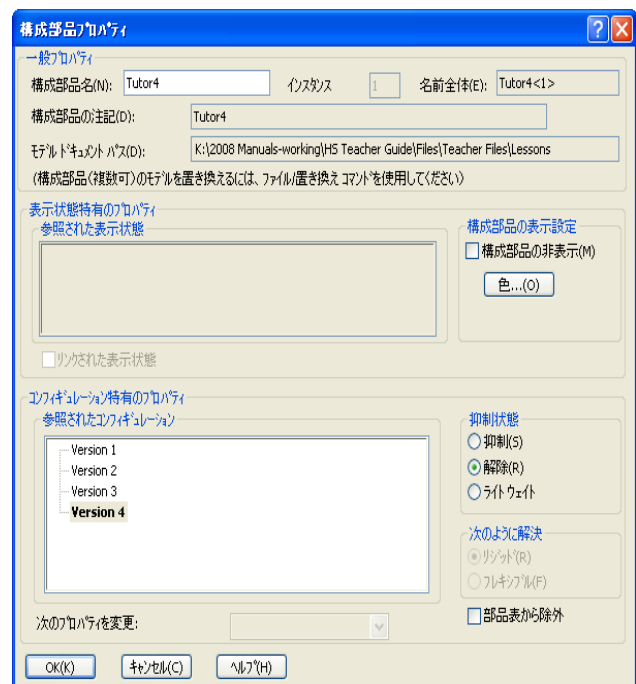 構成部品プロパティ
一般プロパティ
構成部品名(N): Tutor4 インスタンス 1 名前全体(E): Tutor4<1>
構成部品の注記(D): Tutor4
モデル ドキュメント パス(D): K:\2008 Manuals-working\HS Teacher Guide\Files\Teacher Files\Lessons
(構成部品(複数可)のモデルを置き換えるには、ファイル/置き換え コマンドを使用してください)
表示状態特有のプロパティ
参照された表示状態
構成部品の表示設定
構成部品の非表示(M)
色...(O)
リンクされた表示状態
コンフィギュレーション特有のプロパティ
参照されたコンフィギュレーション
Version 1
Version 2
Version 3
Version 4
抑制状態
抑制(S)
解除(R)
ライト ウェイト
次のように解決
リジッド(R)
フレキシブル(F)
次のプロパティを変更:
部品表から除外
OK(K) キャンセル(C) ヘルプ(H)